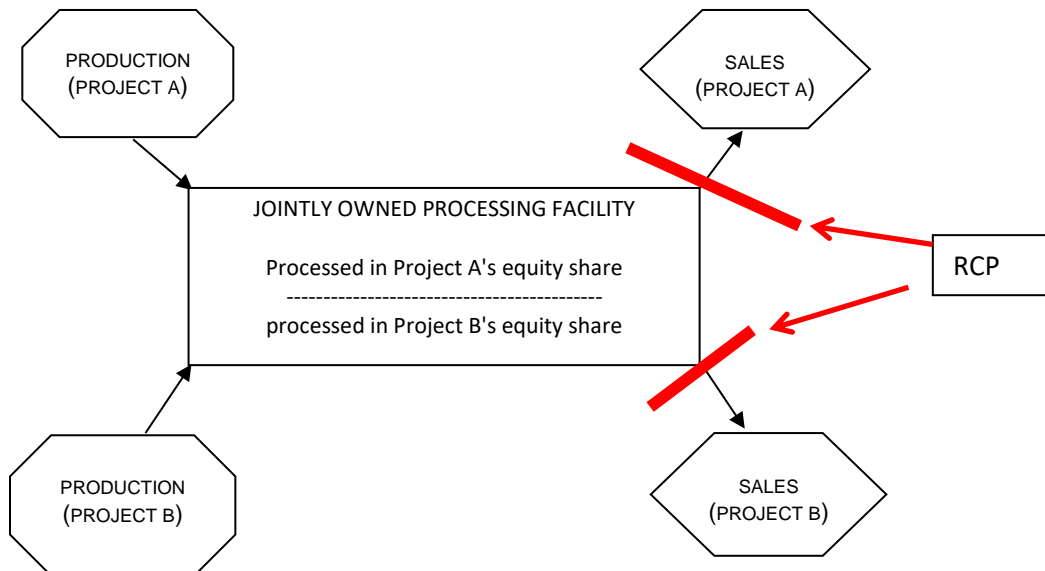 PRODUCTION
(PROJECT A)
SALES
(PROJECT A)
JOINTLY OWNED PROCESSING FACILITY
Processed in Project A's equity share
-------------------------------------------
processed in Project B's equity share
RCP
PRODUCTION
(PROJECT B)
SALES
(PROJECT B)